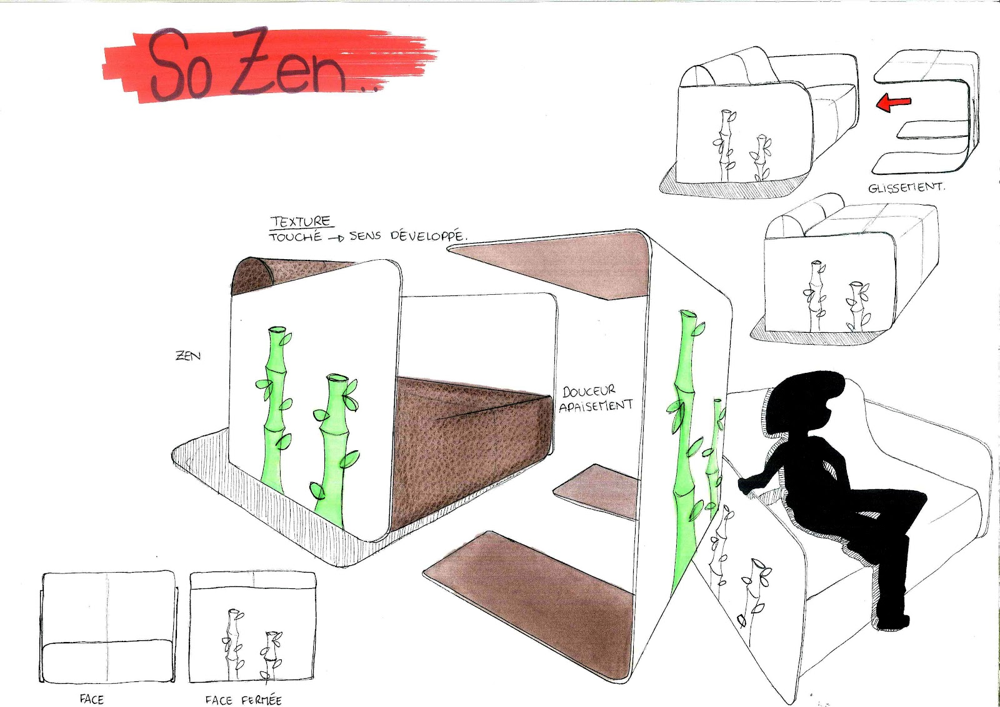 So Zen..
GLISSEMENT.
TEXTURE
TOUCHÉ → SENS DÉVELOPPÉ.
ZEN
DOUCEUR
APAISEMENT
FACE
FACE FERMÉE